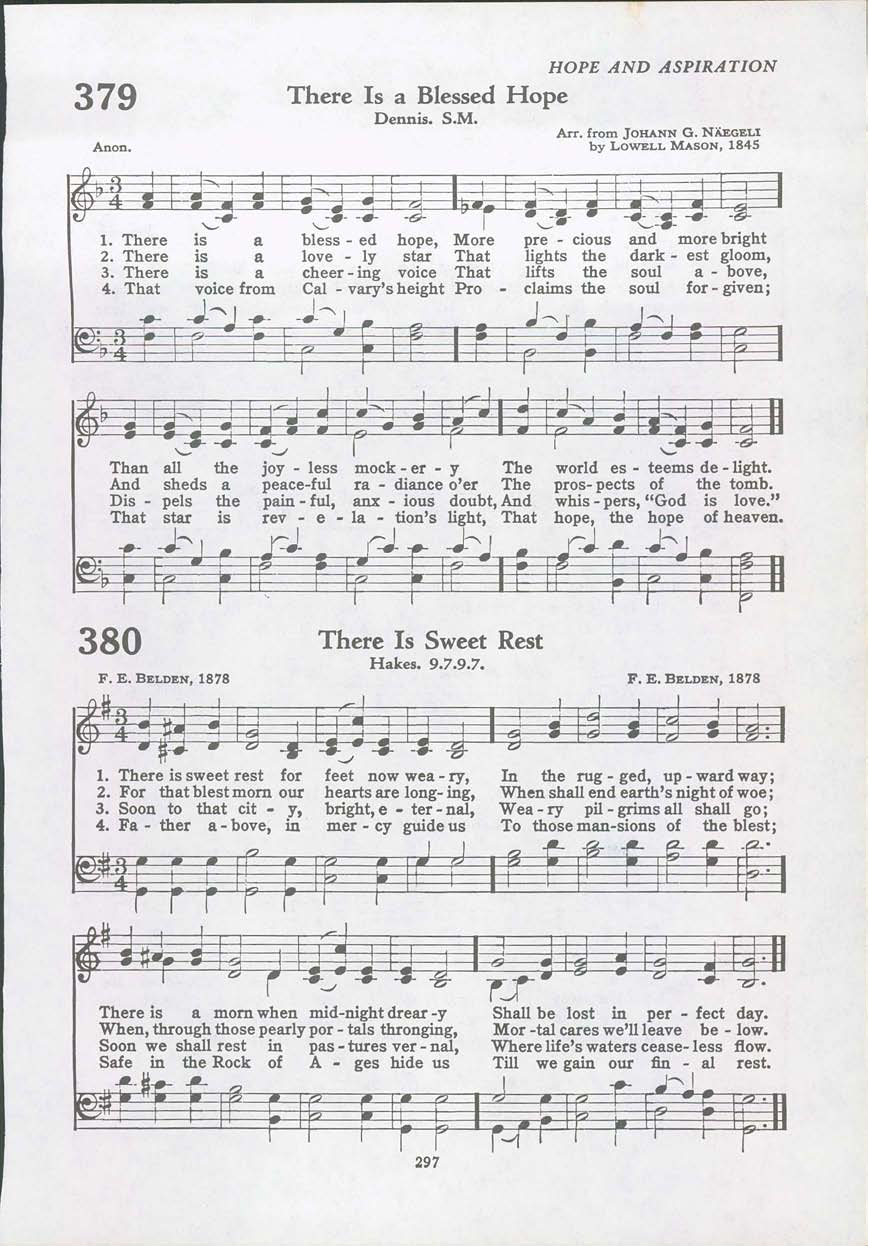 HOPE AND ASPIRATION
379 There Is a Blessed Hope
Dennis. S.M.
Arr. from JOHANN G. NÄEGELI
Anon. by LOWELL MASON, 1845
3
4
1. There is a bless - ed hope, More pre - cious and more bright
2. There is a love - ly star That lights the dark - est gloom,
3. There is a cheer - ing voice That lifts the soul a - bove,
4. That voice from Cal - vary's height Pro - claims the soul for - given;
3
4
Than all the joy - less mock - er - y The world es - teems de - light.
And sheds a peace-ful ra - diance o'er The pros - pects of the tomb.
Dis - pels the pain - ful, anx - ious doubt, And whis - pers, “God is love.”
That star is rev - e - la - tion's light, That hope, the hope of heaven.
380 There Is Sweet Rest
Hakes. 9.7.9.7.
F. E. BELDEN, 1878 F. E. BELDEN, 1878
3
4
1. There is sweet rest for feet now wea - ry, In the rug - ged, up - ward way;
2. For that blest morn our hearts are long- ing, When shall end earth's night of woe;
3. Soon to that cit - y, bright, e - ter - nal, Wea - ry pil - grims all shall go;
4. Fa - ther a - bove, in mer - cy guide us To those man-sions of the blest;
3
4
There is a morn when mid-night drear -y Shall be lost in per - fect day.
When, through those pearly por - tals thronging, Mor -tal cares we'll leave be - low.
Soon we shall rest in pas - tures ver - nal, Where life's waters cease- less flow.
Safe in the Rock of A - ges hide us Till we gain our fin - al rest.
297